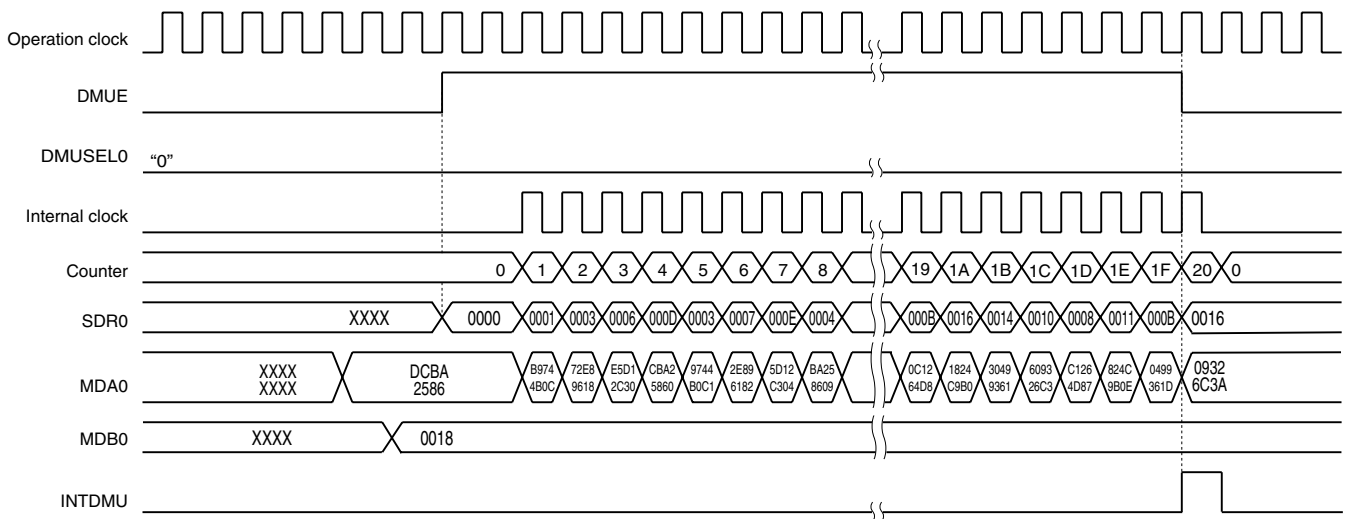 Operation clock
DMUE
DMUSEL0 “0”
Internal clock
Counter 0 1 2 3 4 5 6 7 8 19 1A 1B 1C 1D 1E 1F 20 0
SDR0 XXXX 0000 0001 0003 0006 000D 0003 0007 000E 0004 000B 0016 0014 0010 0008 0011 000B 0016
XXXX DCBA B974 72E8 E5D1 CBA2 9744 2E89 5D12 BA25 0C12 1824 3049 6093 C126 824C 0499 0932
MDA0 XXXX 2586 4B0C 9618 2C30 5860 B0C1 6182 C304 8609 64D8 C9B0 9361 26C3 4D87 9B0E 361D 6C3A
MDB0 XXXX 0018
INTDMU